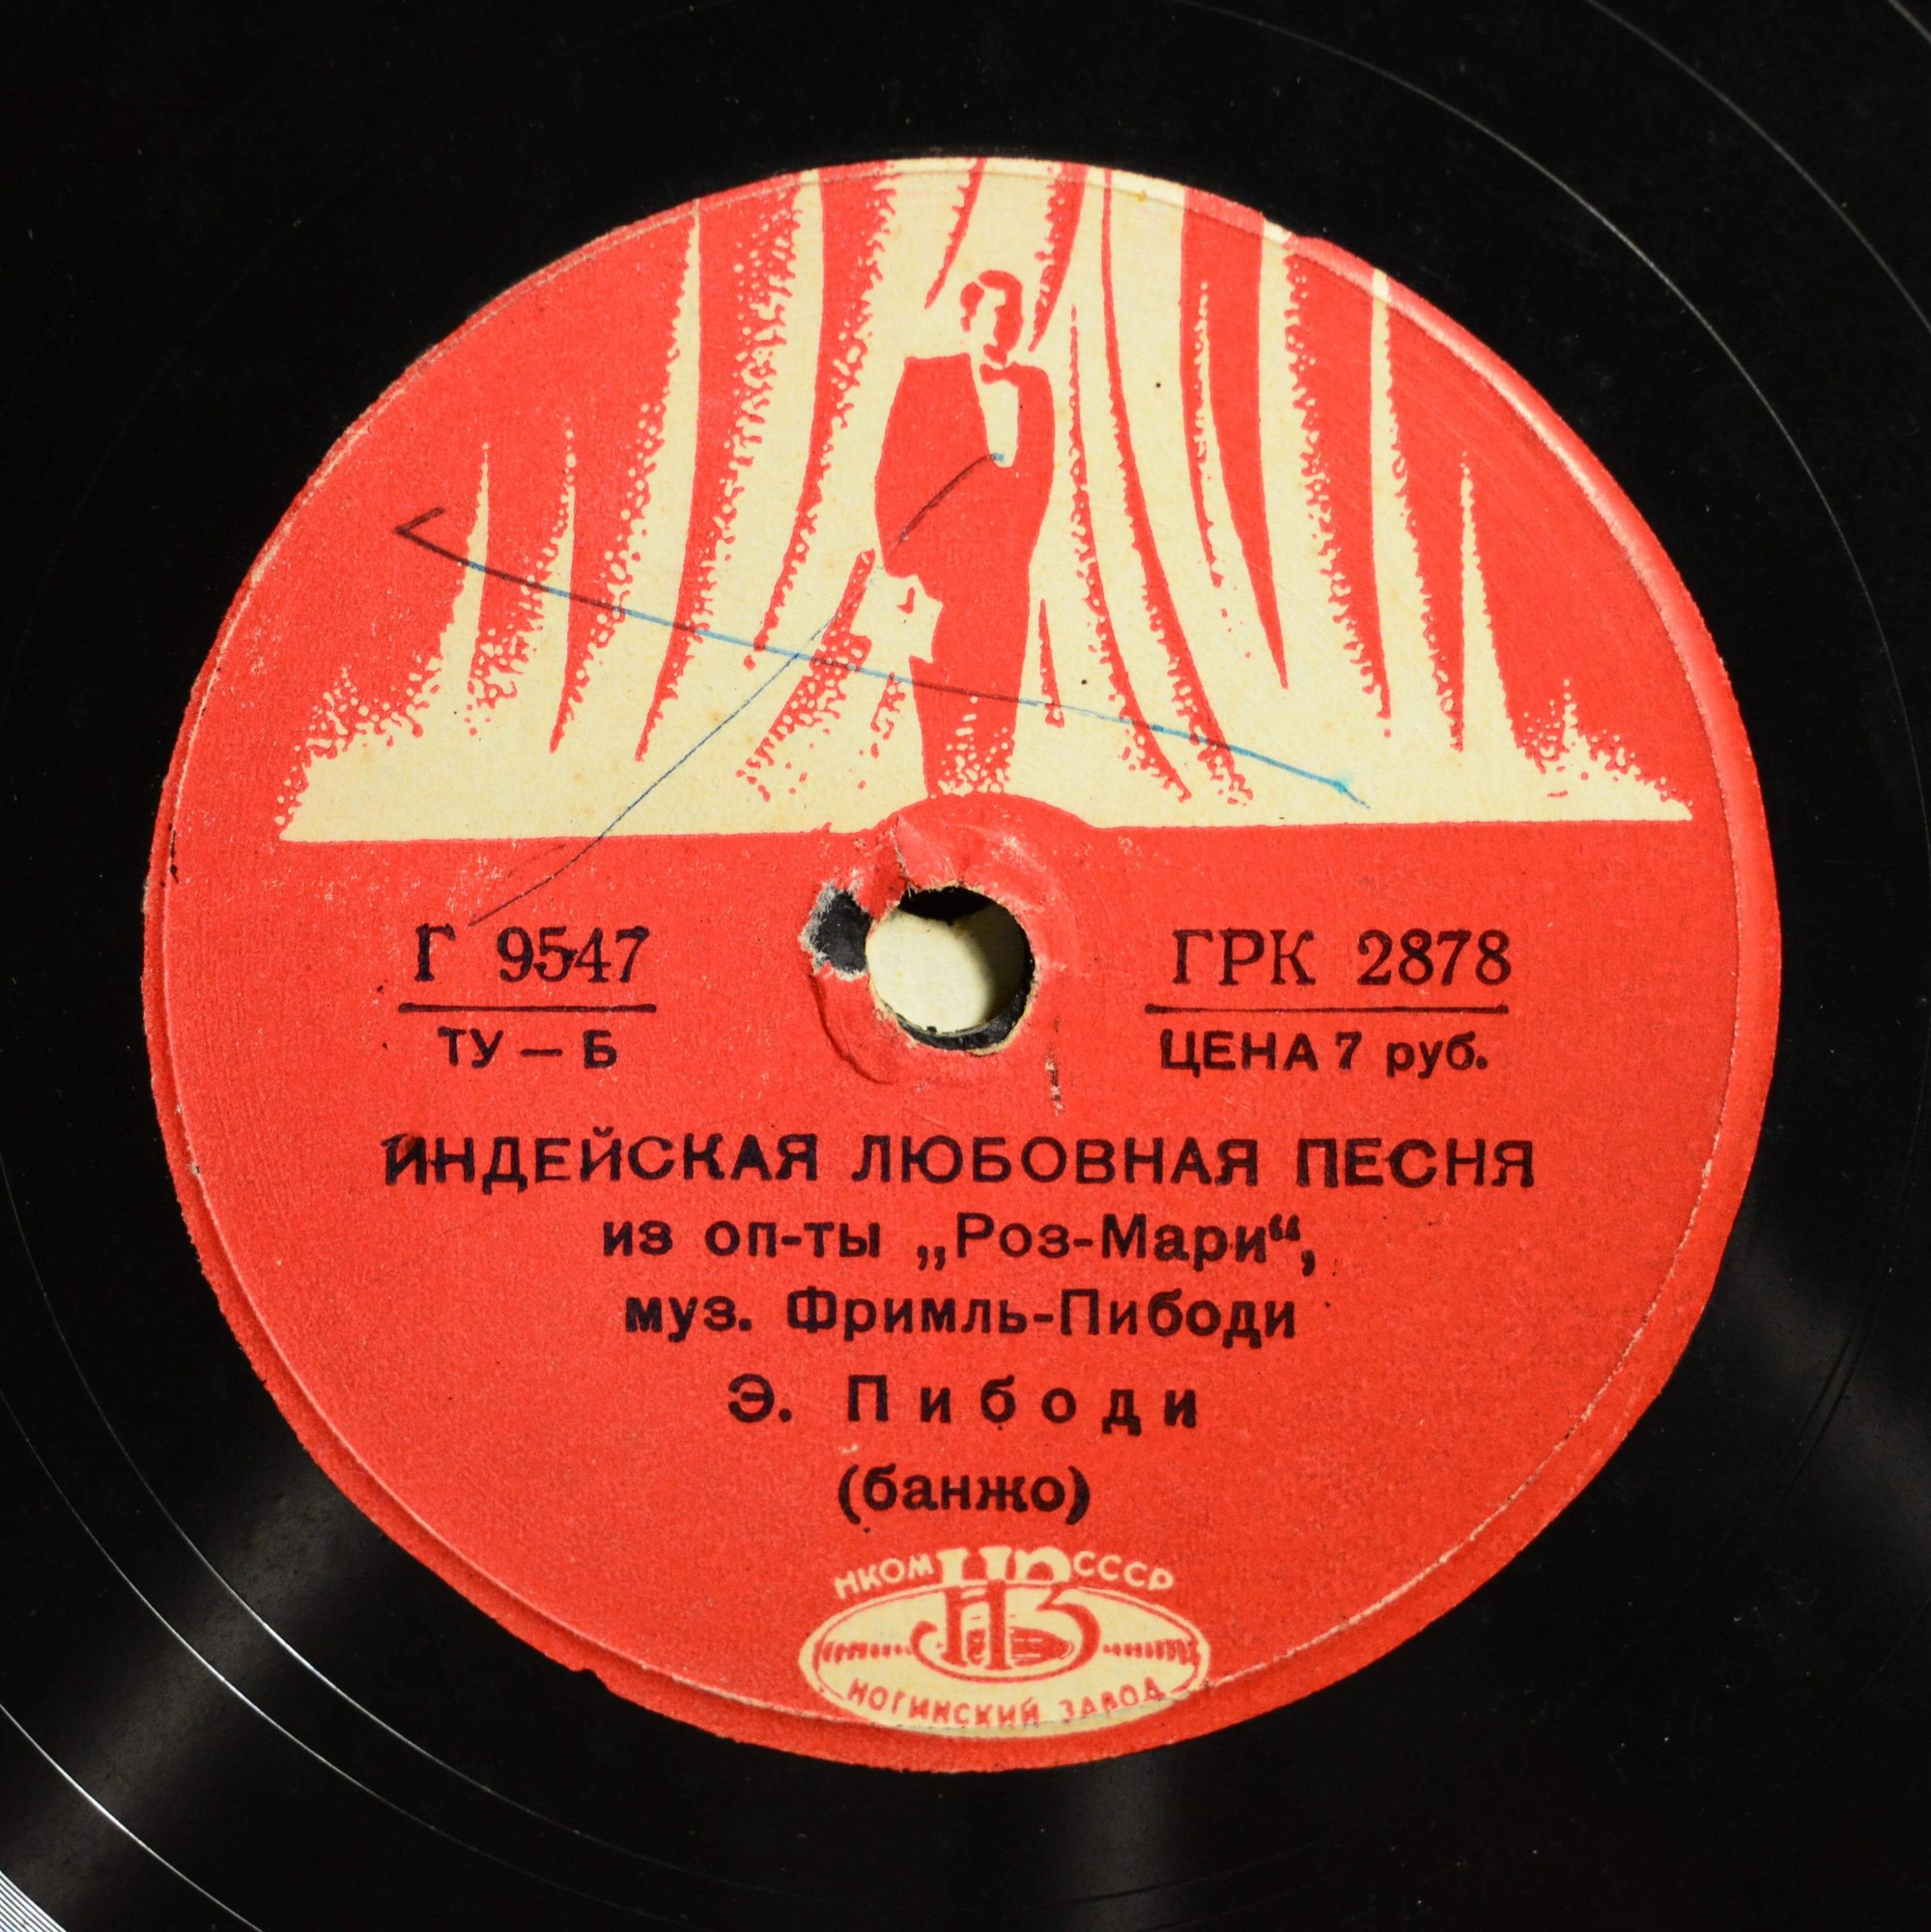 Г 9547 ГРК 2878
ТУ — Б ЦЕНА 7 руб.
ИНДЕЙСКАЯ ЛЮБОВНАЯ ПЕСНЯ
из оп-ты „Роз-Мари“,
муз. Фримль-Пибоди
Э. Пибоди
(банжо)
НКОМ СССР
НПЗ
НОГИНСКИЙ ЗАВОД